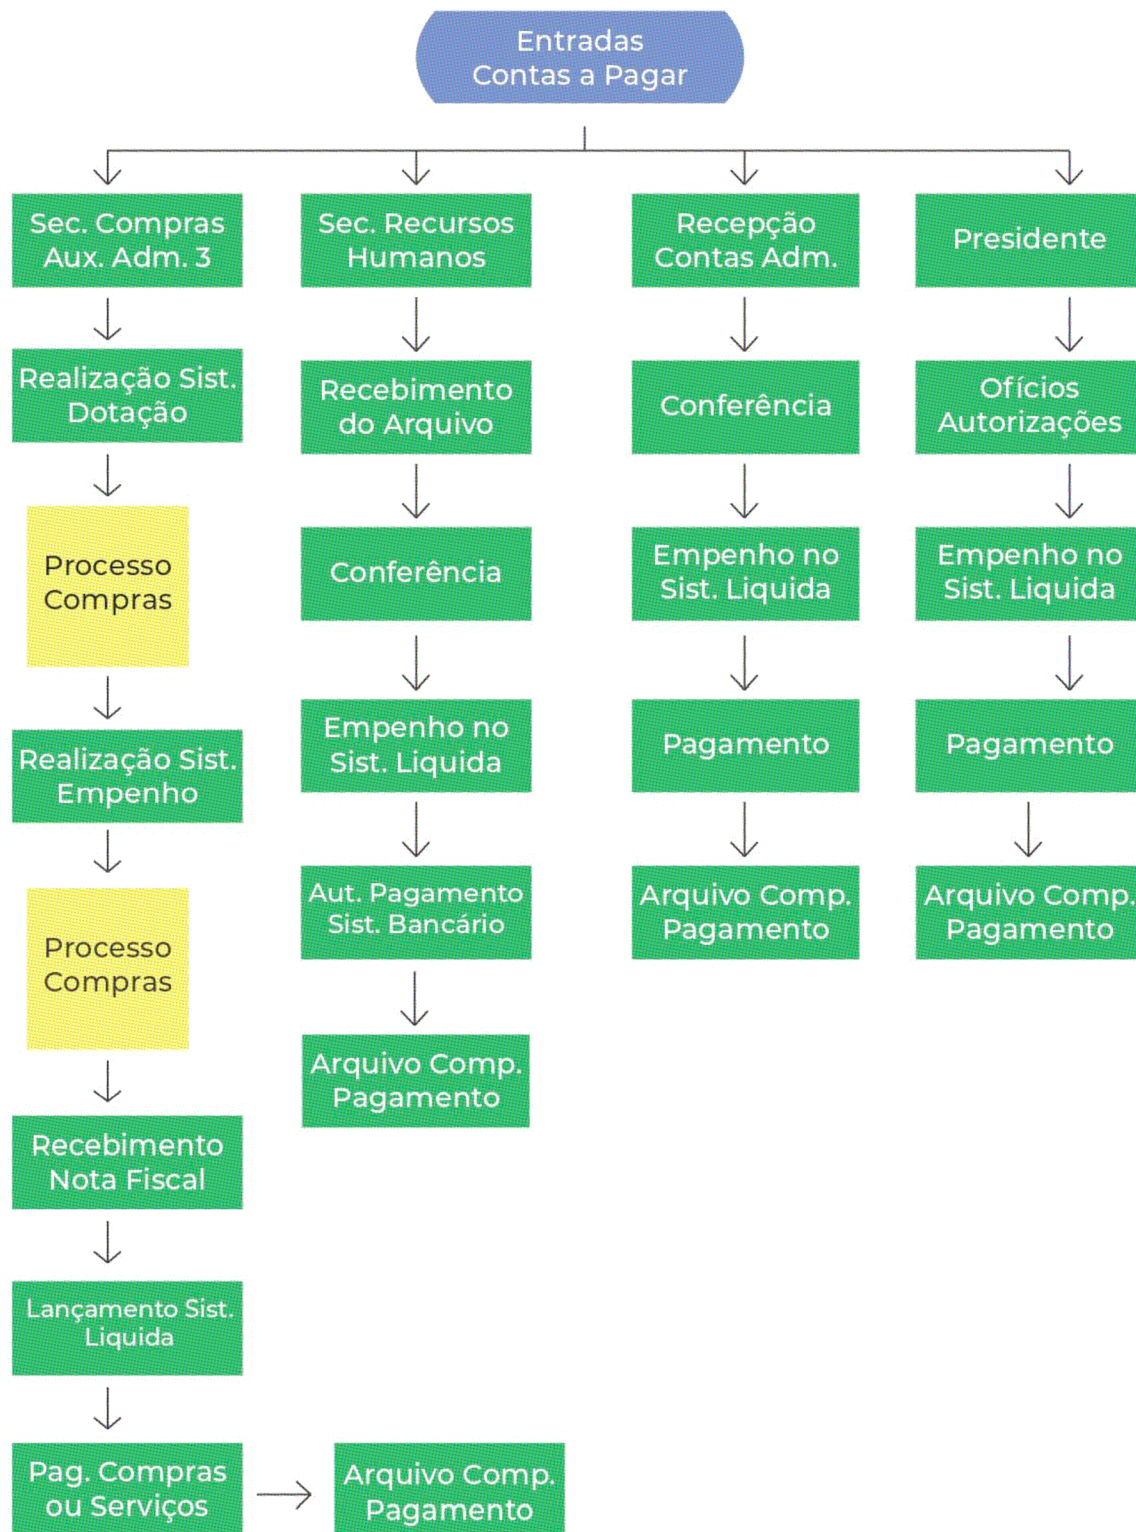 Entradas
Contas a Pagar
Sec. Compras
Aux. Adm. 3
Realização Sist.
Dotação
Processo
Compras
Realização Sist.
Empenho
Processo
Compras
Recebimento
Nota Fiscal
Lançamento Sist.
Liquida
Pag. Compras
ou Serviços
Arquivo Comp.
Pagamento
Sec. Recursos
Humanos
Recebimento
do Arquivo
Conferência
Empenho no
Sist. Liquida
Aut. Pagamento
Sist. Bancário
Arquivo Comp.
Pagamento
Recepção
Contas Adm.
Conferência
Empenho no
Sist. Liquida
Pagamento
Arquivo Comp.
Pagamento
Presidente
Ofícios
Autorizações
Empenho no
Sist. Liquida
Pagamento
Arquivo Comp.
Pagamento